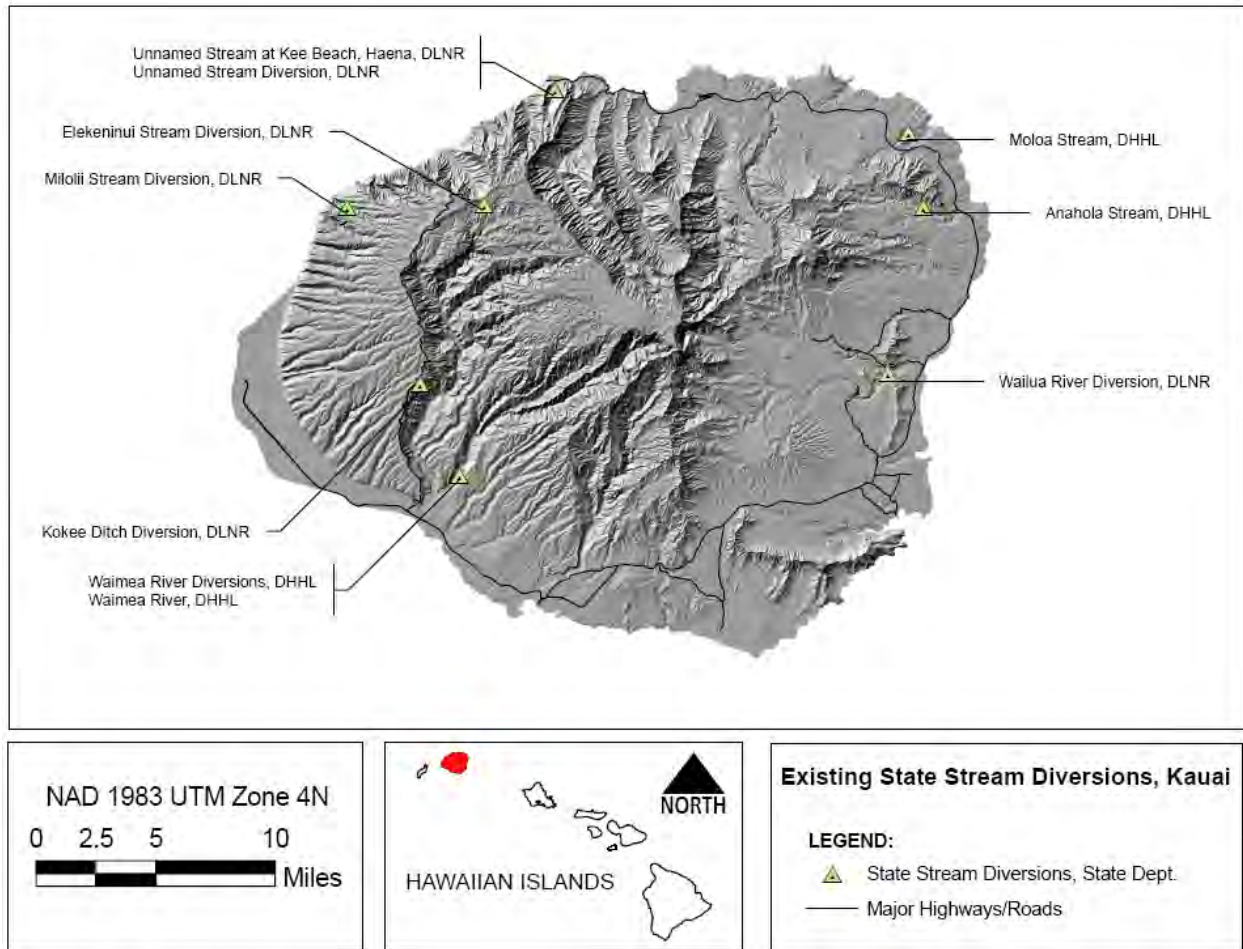 Unnamed Stream at Kee Beach, Haena, DLNR
Unnamed Stream Diversion, DLNR
Elekeninui Stream Diversion, DLNR
Milolii Stream Diversion, DLNR
Moloa Stream, DHHL
Anahola Stream, DHHL
Wailua River Diversion, DLNR
Kokee Ditch Diversion, DLNR
Waimea River Diversions, DHHL
Waimea River, DHHL
NAD 1983 UTM Zone 4N
0 2.5 5 10
Miles
NORTH
HAWAIIAN ISLANDS
Existing State Stream Diversions, Kauai
LEGEND:
State Stream Diversions, State Dept.
Major Highways/Roads